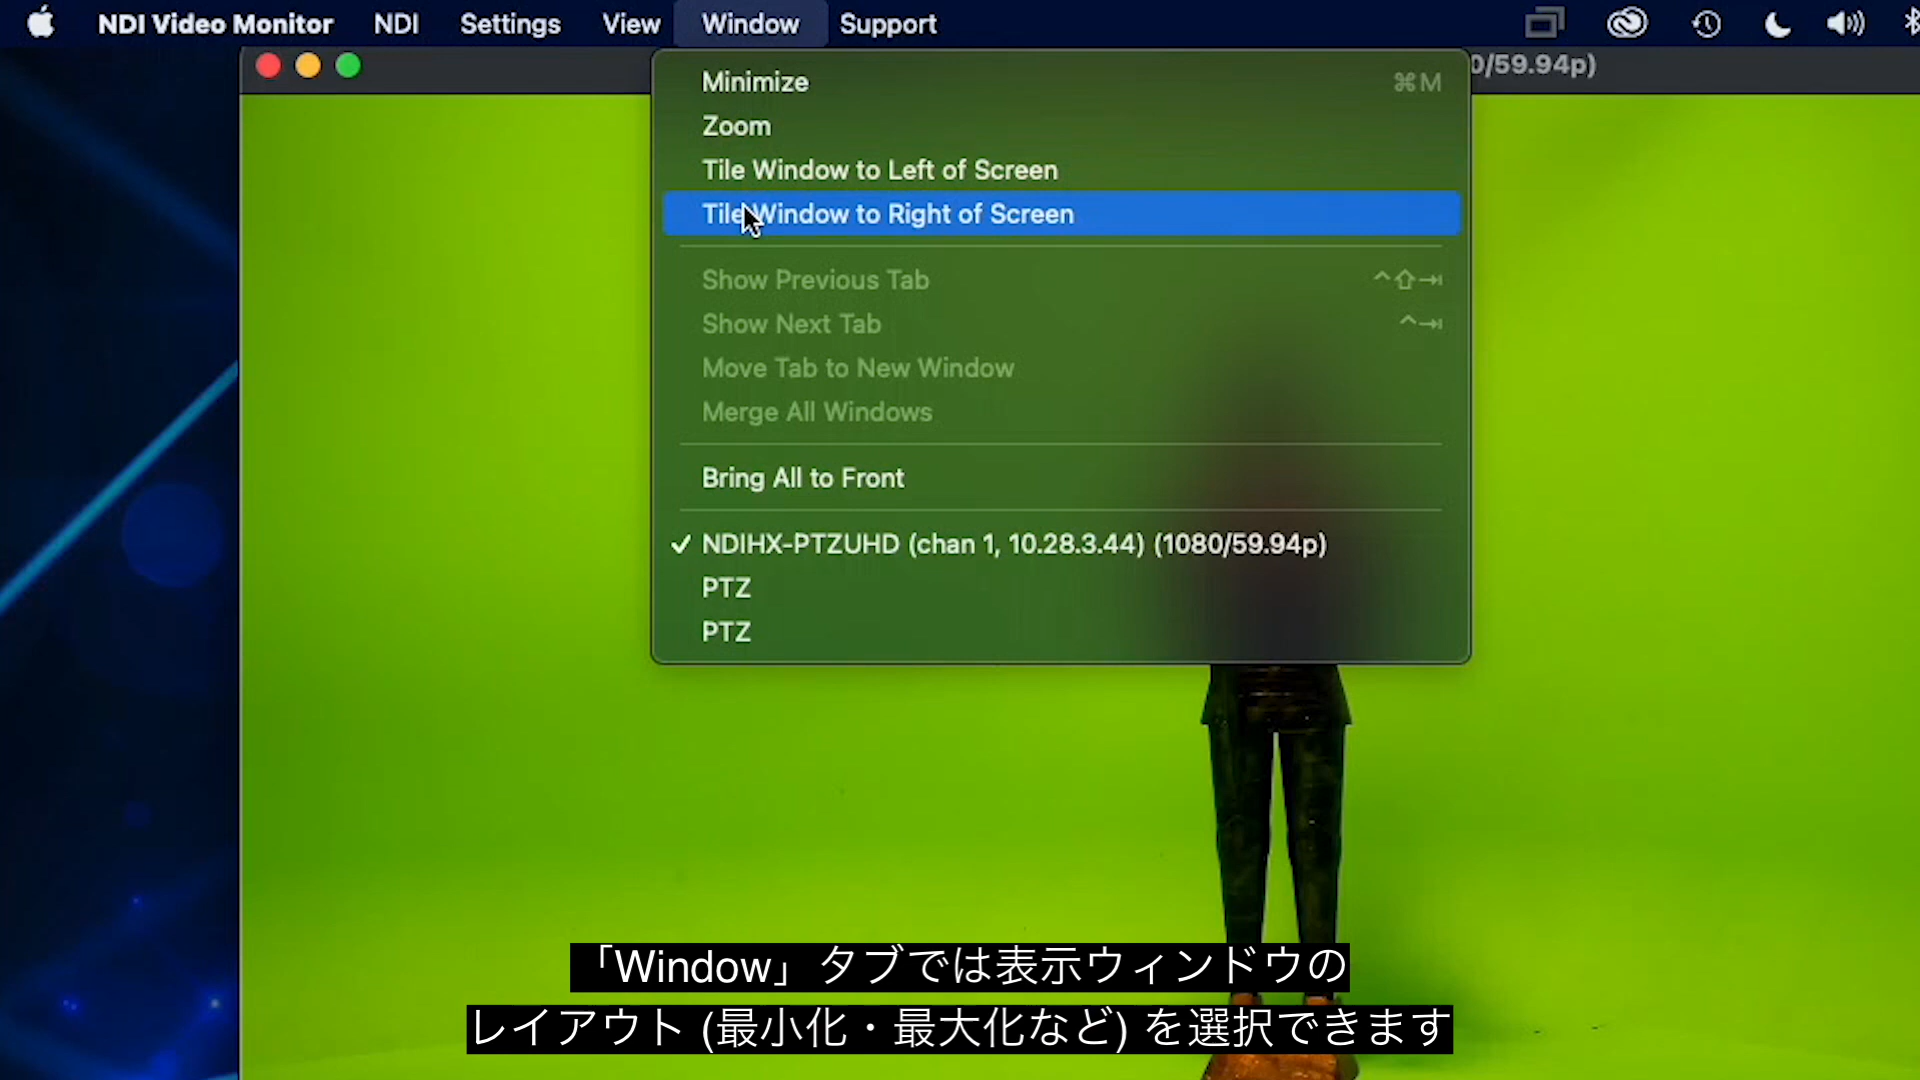 NDI Video Monitor NDI Settings View Window Support
0/59.94p)
Minimize ⌘M
Zoom
Tile Window to Left of Screen
Tile Window to Right of Screen
Show Previous Tab ⌃⇧⇥
Show Next Tab ⌃⇥
Move Tab to New Window
Merge All Windows
Bring All to Front
✓ NDIHX-PTZUHD (chan 1, 10.28.3.44) (1080/59.94p)
PTZ
PTZ
「Window」タブでは表示ウィンドウの
レイアウト (最小化・最大化など) を選択できます